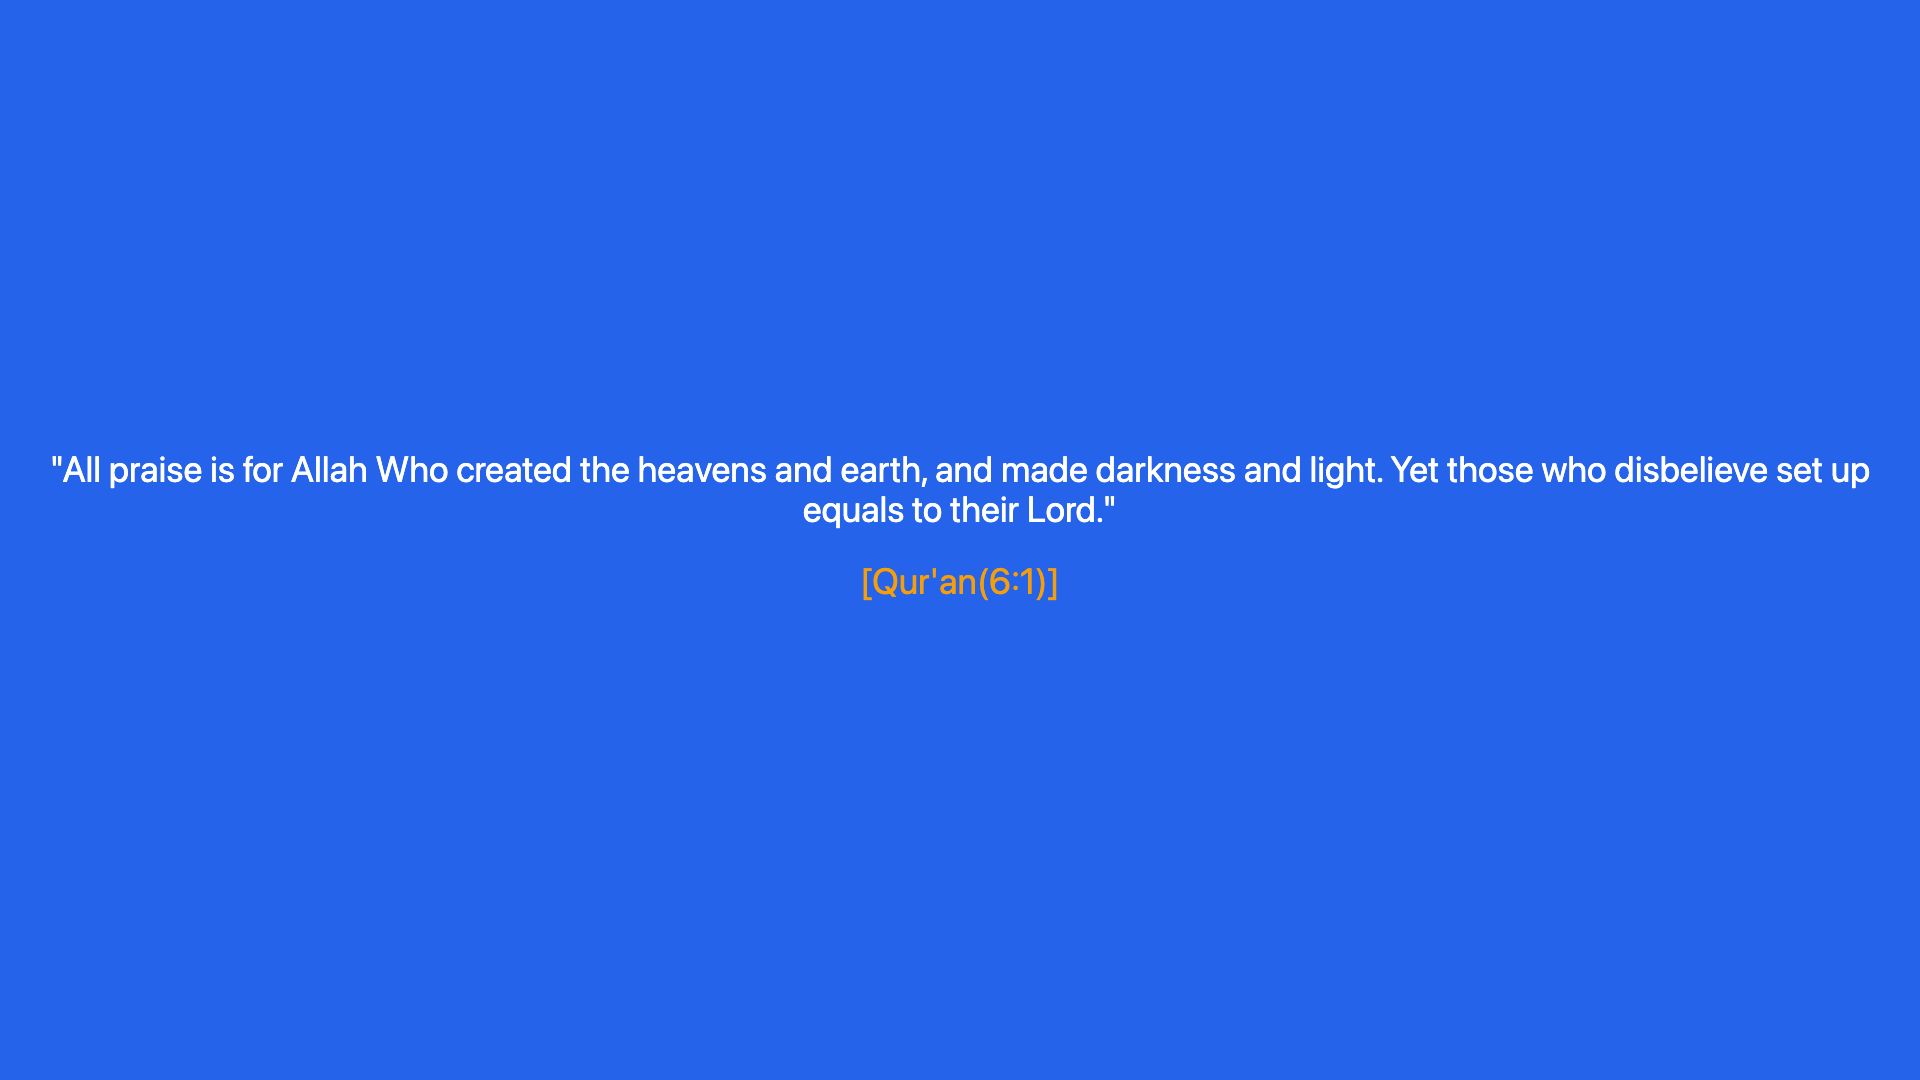 "All praise is for Allah Who created the heavens and earth, and made darkness and light. Yet those who disbelieve set up
equals to their Lord."
[Qur'an(6:1)]